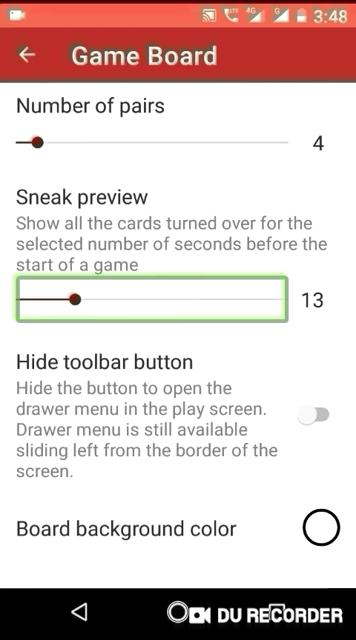 LTE 4G G 3:48
Game Board
Number of pairs
4
Sneak preview
Show all the cards turned over for the
selected number of seconds before the
start of a game
13
Hide toolbar button
Hide the button to open the
drawer menu in the play screen.
Drawer menu is still available
sliding left from the border of the
screen.
Board background color
DU RECORDER